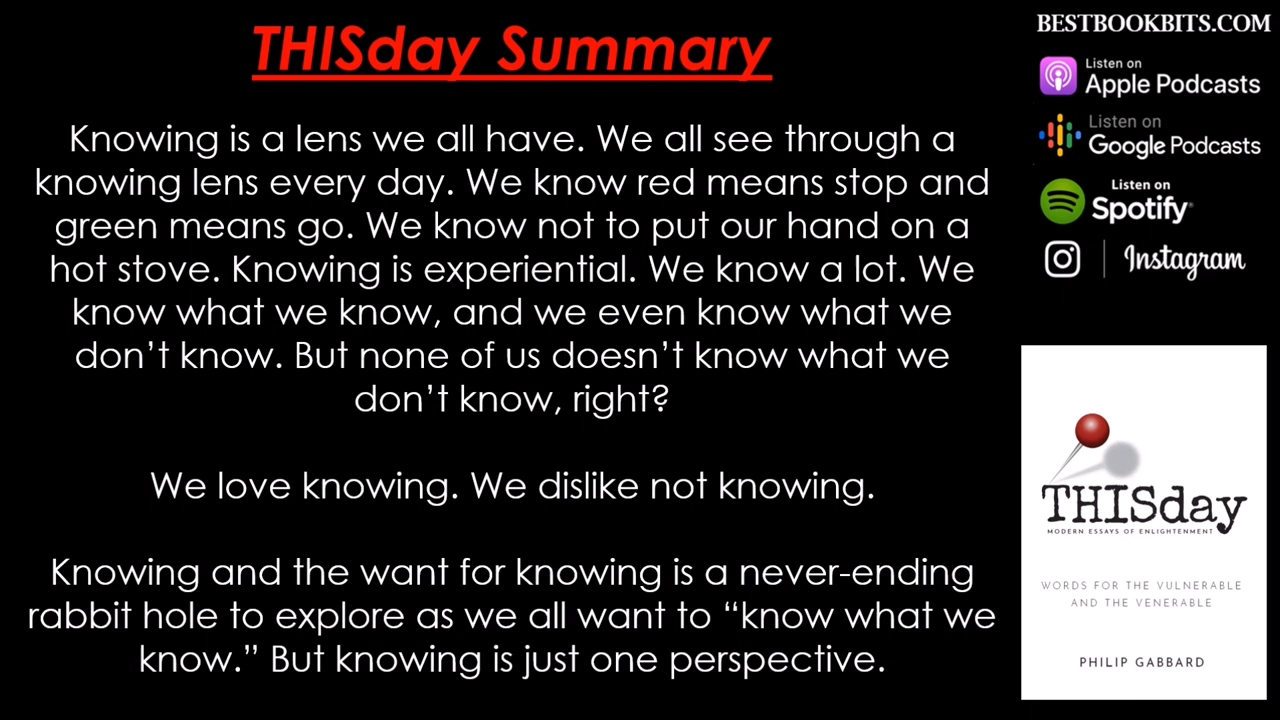 THISday Summary
Knowing is a lens we all have. We all see through a
knowing lens every day. We know red means stop and
green means go. We know not to put our hand on a
hot stove. Knowing is experiential. We know a lot. We
know what we know, and we even know what we
don’t know. But none of us doesn’t know what we
don’t know, right?
We love knowing. We dislike not knowing.
Knowing and the want for knowing is a never-ending
rabbit hole to explore as we all want to “know what we
know.” But knowing is just one perspective.
BESTBOOKBITS.COM
Listen on
Apple Podcasts
Listen on
Google Podcasts
Listen on
Spotify
Instagram
THISday
MODERN ESSAYS OF ENLIGHTENMENT
WORDS FOR THE VULNERABLE
AND THE VENERABLE
PHILIP GABBARD